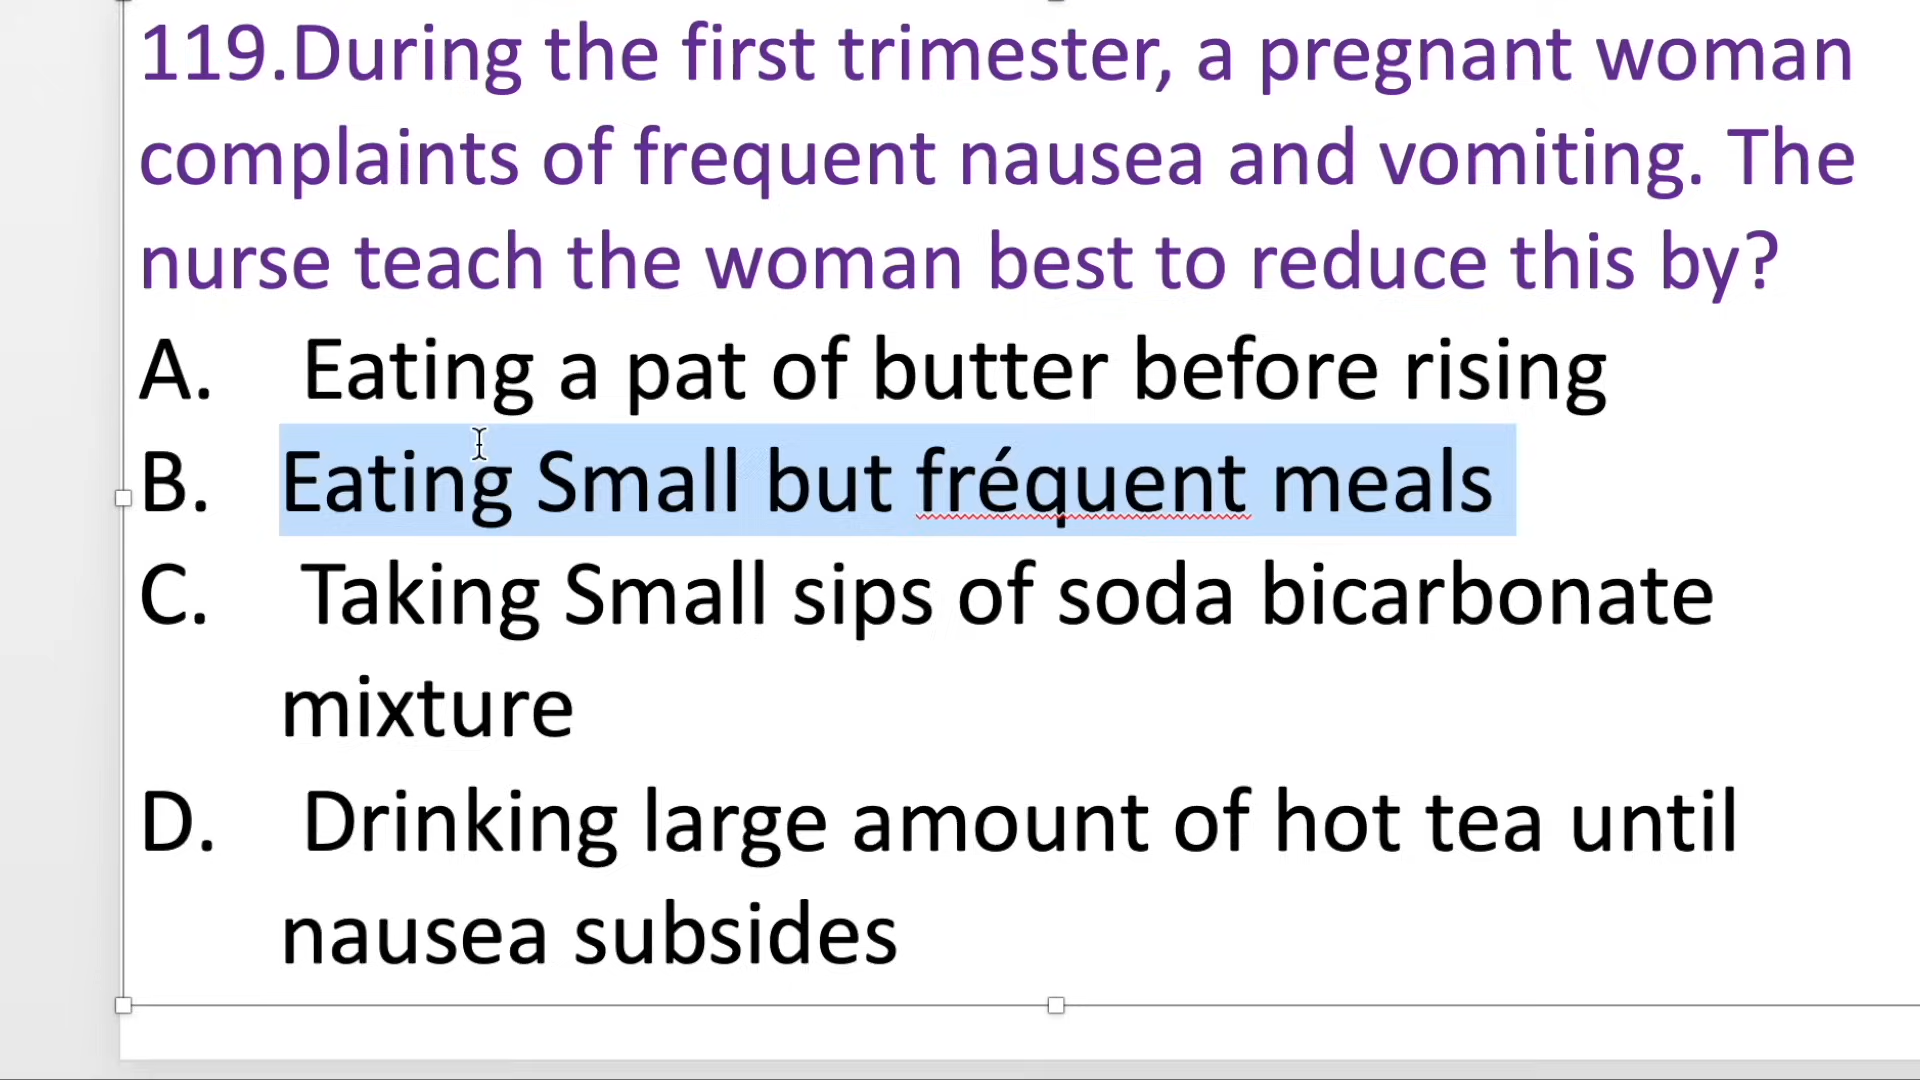 119.During the first trimester, a pregnant woman
complaints of frequent nausea and vomiting. The
nurse teach the woman best to reduce this by?
A. Eating a pat of butter before rising
B. Eating Small but fréquent meals
C. Taking Small sips of soda bicarbonate
mixture
D. Drinking large amount of hot tea until
nausea subsides